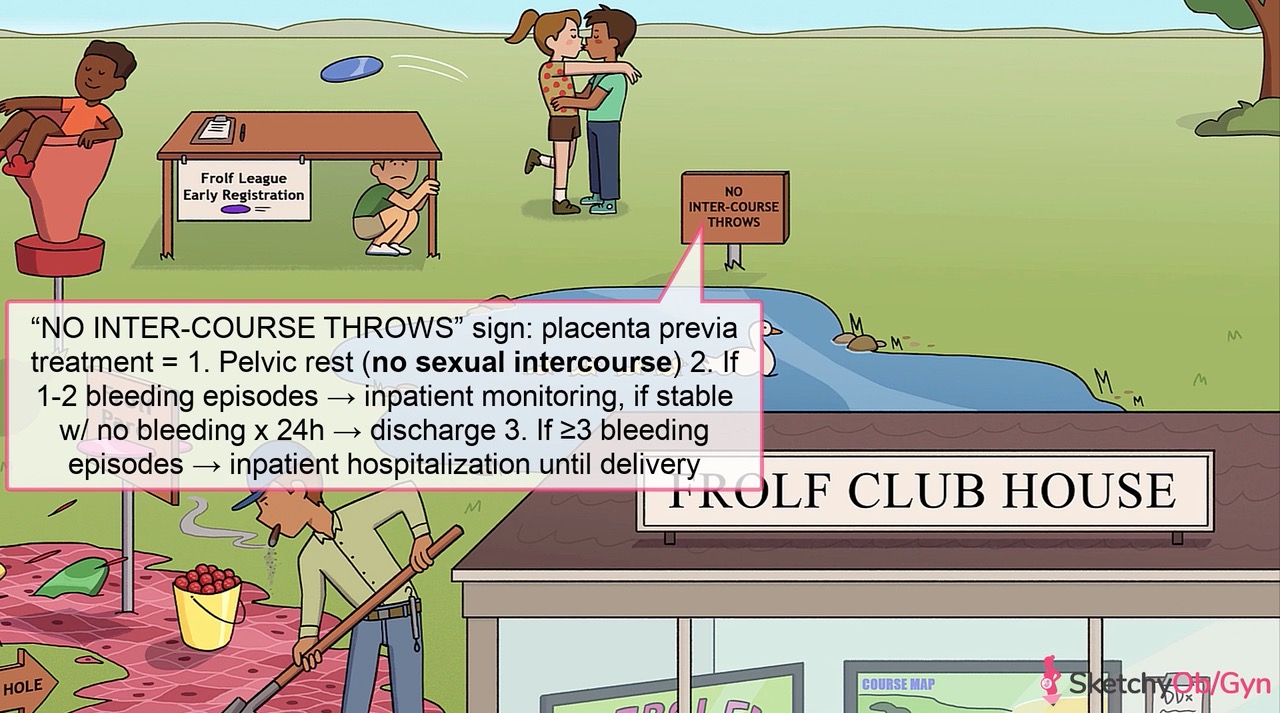 Frolf League
Early Registration
NO
INTER-COURSE
THROWS
“NO INTER-COURSE THROWS” sign: placenta previa
treatment = 1. Pelvic rest (no sexual intercourse) 2. If
1-2 bleeding episodes → inpatient monitoring, if stable
w/ no bleeding x 24h → discharge 3. If ≥3 bleeding
episodes → inpatient hospitalization until delivery
FROLF CLUB HOUSE
HOLE
COURSE MAP
SketchyOb/Gyn